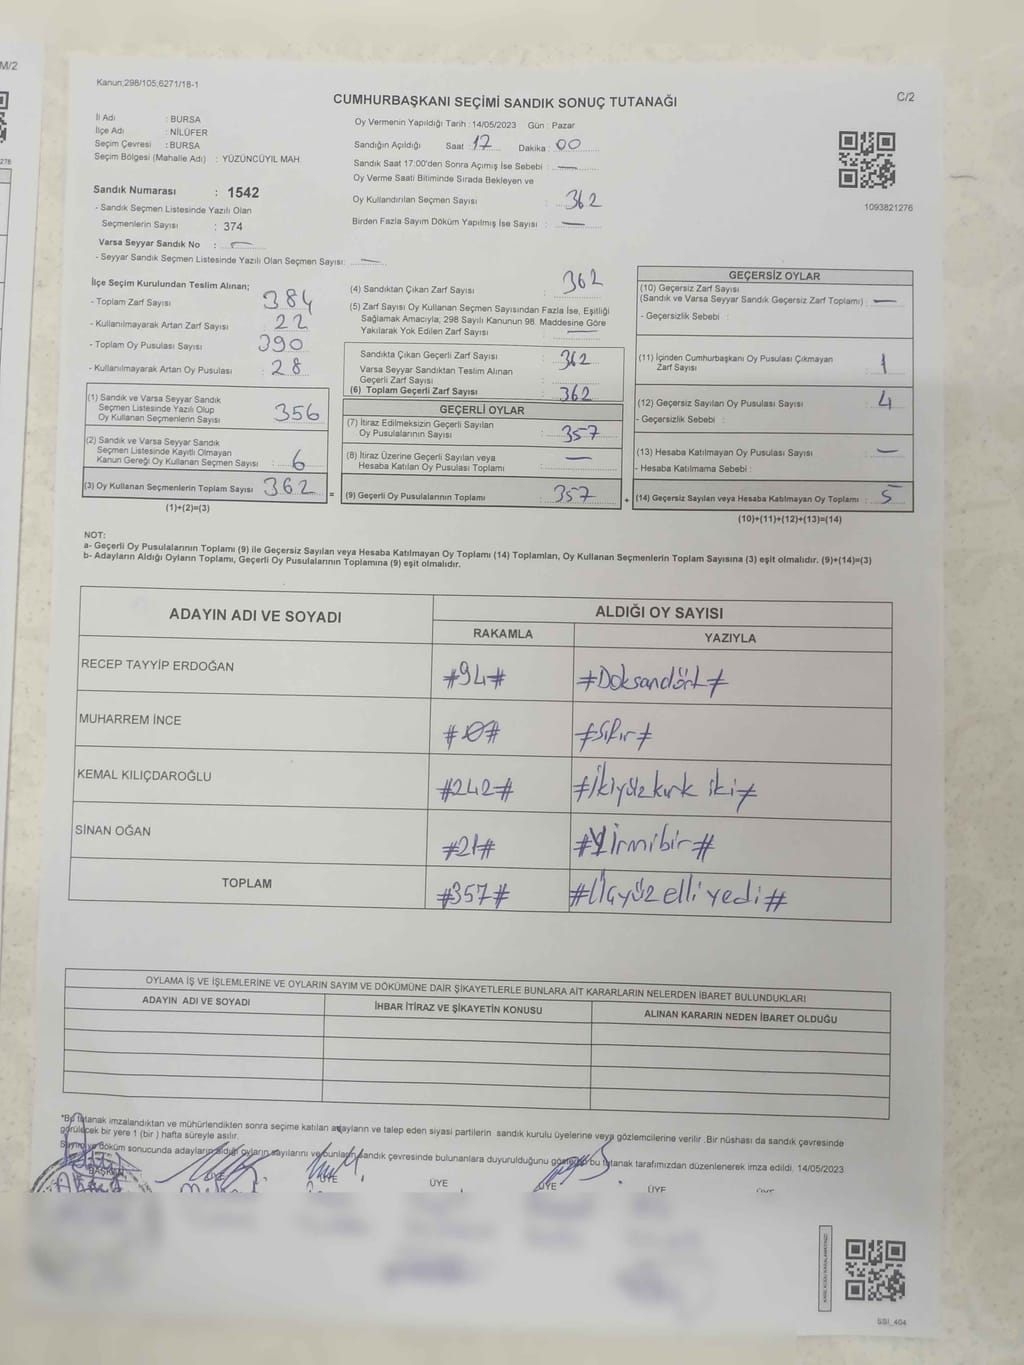 M/2
Kanun;298/105;6271/18-1
C/2
CUMHURBAŞKANI SEÇİMİ SANDIK SONUÇ TUTANAĞI
İl Adı : BURSA
İlçe Adı : NİLÜFER
Seçim Çevresi : BURSA
Seçim Bölgesi (Mahalle Adı) : YÜZÜNCÜYIL MAH.
Sandık Numarası : 1542
- Sandık Seçmen Listesinde Yazılı Olan
Seçmenlerin Sayısı : 374
Varsa Seyyar Sandık No : —
- Seyyar Sandık Seçmen Listesinde Yazılı Olan Seçmen Sayısı: —
Oy Vermenin Yapıldığı Tarih : 14/05/2023 Gün : Pazar
Sandığın Açıldığı Saat : 17 Dakika : 00
Sandık Saat 17:00'den Sonra Açılmış İse Sebebi : —
Oy Verme Saati Bitiminde Sırada Bekleyen ve
Oy Kullandırılan Seçmen Sayısı : 362
Birden Fazla Sayım Döküm Yapılmış İse Sayısı : —
1093821276
İlçe Seçim Kurulundan Teslim Alınan;
- Toplam Zarf Sayısı 384
- Kullanılmayarak Artan Zarf Sayısı 22
- Toplam Oy Pusulası Sayısı 390
- Kullanılmayarak Artan Oy Pusulası 28
(1) Sandık ve Varsa Seyyar Sandık
Seçmen Listesinde Yazılı Olup
Oy Kullanan Seçmenlerin Sayısı 356
(2) Sandık ve Varsa Seyyar Sandık
Seçmen Listesinde Kayıtlı Olmayan
Kanun Gereği Oy Kullanan Seçmen Sayısı : 6
(3) Oy Kullanan Seçmenlerin Toplam Sayısı 362
(1)+(2)=(3)
=
(4) Sandıktan Çıkan Zarf Sayısı : 362
(5) Zarf Sayısı Oy Kullanan Seçmen Sayısından Fazla İse, Eşitliği
Sağlamak Amacıyla, 298 Sayılı Kanunun 98. Maddesine Göre
Yakılarak Yok Edilen Zarf Sayısı : —
Sandıkta Çıkan Geçerli Zarf Sayısı : 362
Varsa Seyyar Sandıktan Teslim Alınan
Geçerli Zarf Sayısı :
(6) Toplam Geçerli Zarf Sayısı : 362
GEÇERLİ OYLAR
(7) İtiraz Edilmeksizin Geçerli Sayılan
Oy Pusulalarının Sayısı : 357
(8) İtiraz Üzerine Geçerli Sayılan veya
Hesaba Katılan Oy Pusulası Toplamı : —
(9) Geçerli Oy Pusulalarının Toplamı : 357
+
GEÇERSİZ OYLAR
(10) Geçersiz Zarf Sayısı
(Sandık ve Varsa Seyyar Sandık Geçersiz Zarf Toplamı) : —
- Geçersizlik Sebebi :
(11) İçinden Cumhurbaşkanı Oy Pusulası Çıkmayan
Zarf Sayısı : 1
(12) Geçersiz Sayılan Oy Pusulası Sayısı : 4
- Geçersizlik Sebebi :
(13) Hesaba Katılmayan Oy Pusulası Sayısı : —
- Hesaba Katılmama Sebebi :
(14) Geçersiz Sayılan veya Hesaba Katılmayan Oy Toplamı : 5
(10)+(11)+(12)+(13)=(14)
NOT:
a- Geçerli Oy Pusulalarının Toplamı (9) ile Geçersiz Sayılan veya Hesaba Katılmayan Oy Toplamı (14) Toplamları, Oy Kullanan Seçmenlerin Toplam Sayısına (3) eşit olmalıdır. (9)+(14)=(3)
b- Adayların Aldığı Oyların Toplamı, Geçerli Oy Pusulalarının Toplamına (9) eşit olmalıdır.
ADAYIN ADI VE SOYADI ALDIĞI OY SAYISI
RAKAMLA YAZIYLA
RECEP TAYYİP ERDOĞAN #94# #Doksandört#
MUHARREM İNCE #0# #Sıfır#
KEMAL KILIÇDAROĞLU #242# #İkiyüzkırk iki#
SİNAN OĞAN #21# #Yirmibir#
TOPLAM #357# #Üçyüz elli yedi#
OYLAMA İŞ VE İŞLEMLERİNE VE OYLARIN SAYIM VE DÖKÜMÜNE DAİR ŞİKAYETLERLE BUNLARA AİT KARARLARIN NELERDEN İBARET BULUNDUKLARI
ADAYIN ADI VE SOYADI İHBAR İTİRAZ VE ŞİKAYETİN KONUSU ALINAN KARARIN NEDEN İBARET OLDUĞU
*Bu tutanak imzalandıktan ve mühürlendikten sonra seçime katılan adayların ve talep eden siyasi partilerin sandık kurulu üyelerine veya gözlemcilerine verilir .Bir nüshası da sandık çevresinde
görülecek bir yere 1 (bir ) hafta süreyle asılır.
Sayım ve döküm sonucunda adayların aldığı oyların sayılarını ve bunların sandık çevresinde bulunanlara duyurulduğunu gösterir bu tutanak tarafımızdan düzenlenerek imza edildi. 14/05/2023
BAŞKAN ÜYE ÜYE ÜYE ÜYE ÜYE
SSI_404